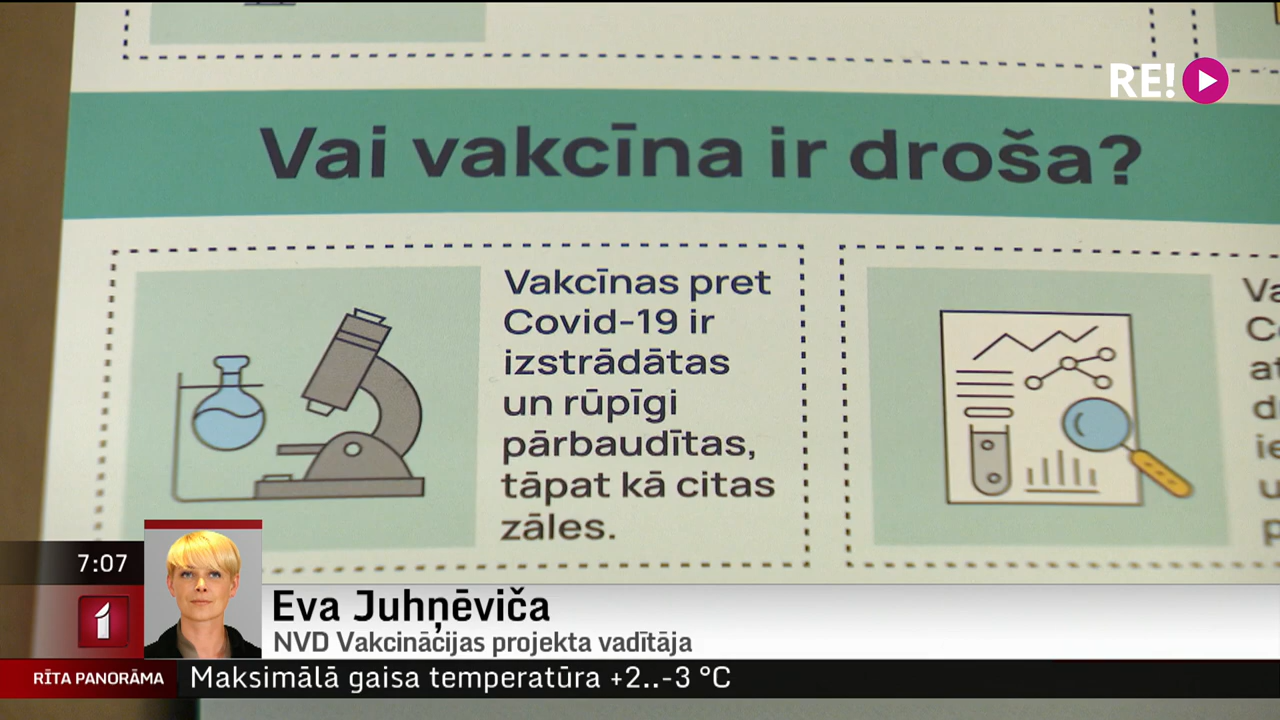 RE!
Vai vakcīna ir droša?
Vakcīnas pret
Covid-19 ir
izstrādātas
un rūpīgi
pārbaudītas,
tāpat kā citas
zāles.
7:07
1
Eva Juhņēviča
NVD Vakcinācijas projekta vadītāja
RĪTA PANORĀMA
Maksimālā gaisa temperatūra +2..-3 °C